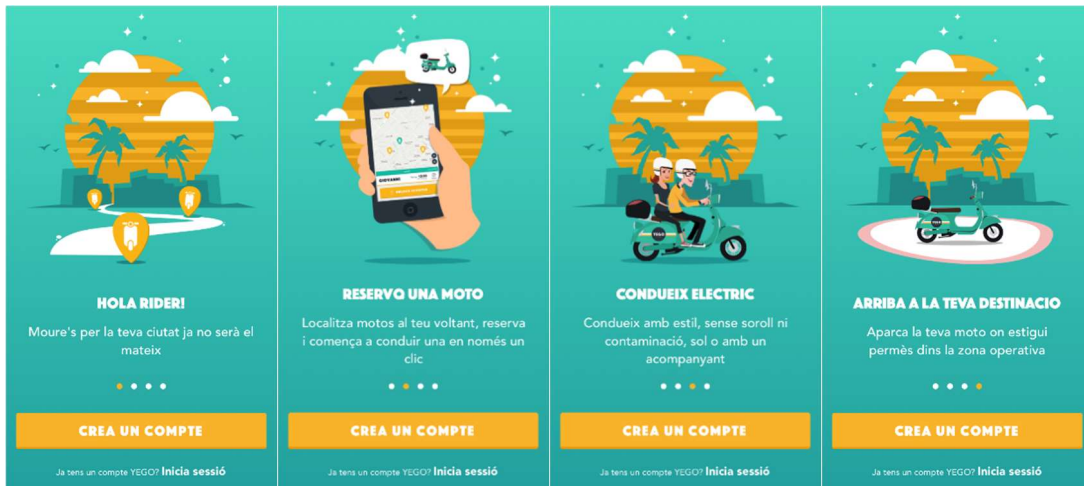 HOLA RIDER!
Moure's per la teva ciutat ja no serà el
mateix
CREA UN COMPTE
Ja tens un compte YEGO? Inicia sessió
RESERVA UNA MOTO
Localitza motos al teu voltant, reserva
i comença a conduir una en només un
clic
CREA UN COMPTE
Ja tens un compte YEGO? Inicia sessió
YEGO
CONDUEIX ELECTRIC
Condueix amb estil, sense soroll ni
contaminació, sol o amb un
acompanyant
CREA UN COMPTE
Ja tens un compte YEGO? Inicia sessió
YEGO
ARRIBA A LA TEVA DESTINACIO
Aparca la teva moto on estigui
permès dins la zona operativa
CREA UN COMPTE
Ja tens un compte YEGO? Inicia sessió